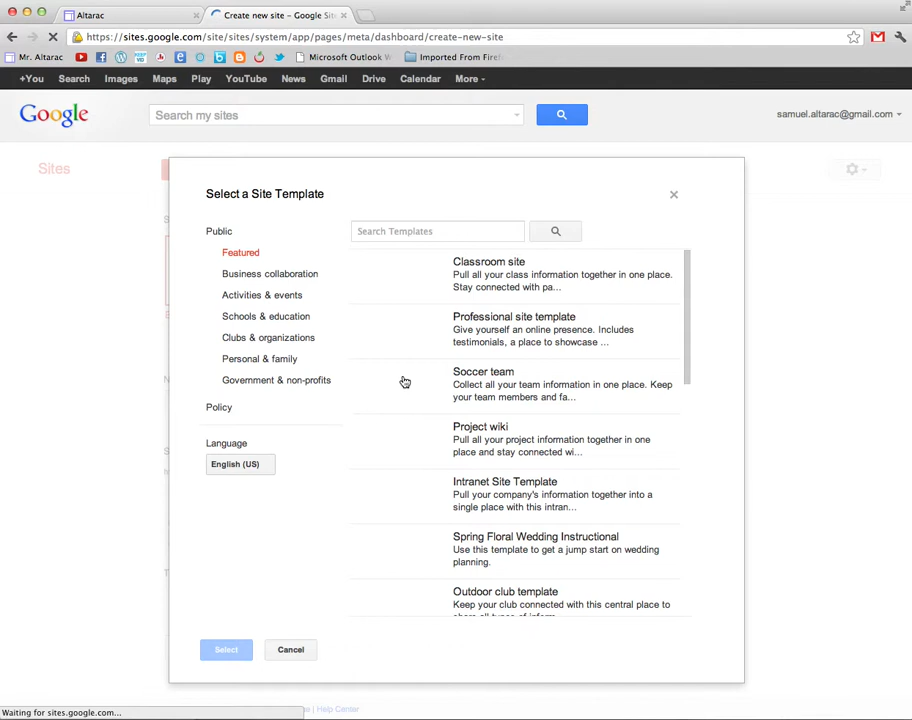 Altarac
Create new site – Google Site
https://sites.google.com/site/sites/system/app/pages/meta/dashboard/create-new-site
Mr. Altarac
Microsoft Outlook
Calendar
Imported From Firef
+You Search Images Maps Play YouTube News Gmail Drive Calendar More
Google
Search my sites
samuel.altarac@gmail.com
Sites
Select a Site Template
Public
Featured
Business collaboration
Activities & events
Schools & education
Clubs & organizations
Personal & family
Government & non-profits
Policy
Language
English (US)
Search Templates
Classroom site
Pull all your class information together in one place.
Stay connected with pa...
Professional site template
Give yourself an online presence. Includes
testimonials, a place to showcase ...
Soccer team
Collect all your team information in one place. Keep
your team members and fa...
Project wiki
Pull all your project information together in one
place and stay connected wi...
Intranet Site Template
Pull your company's information together into a
single place with this intran...
Spring Floral Wedding Instructional
Use this template to get a jump start on wedding
planning.
Outdoor club template
Keep your club connected with this central place to
share all types of inform
Select
Cancel
Help Center
Waiting for sites.google.com...